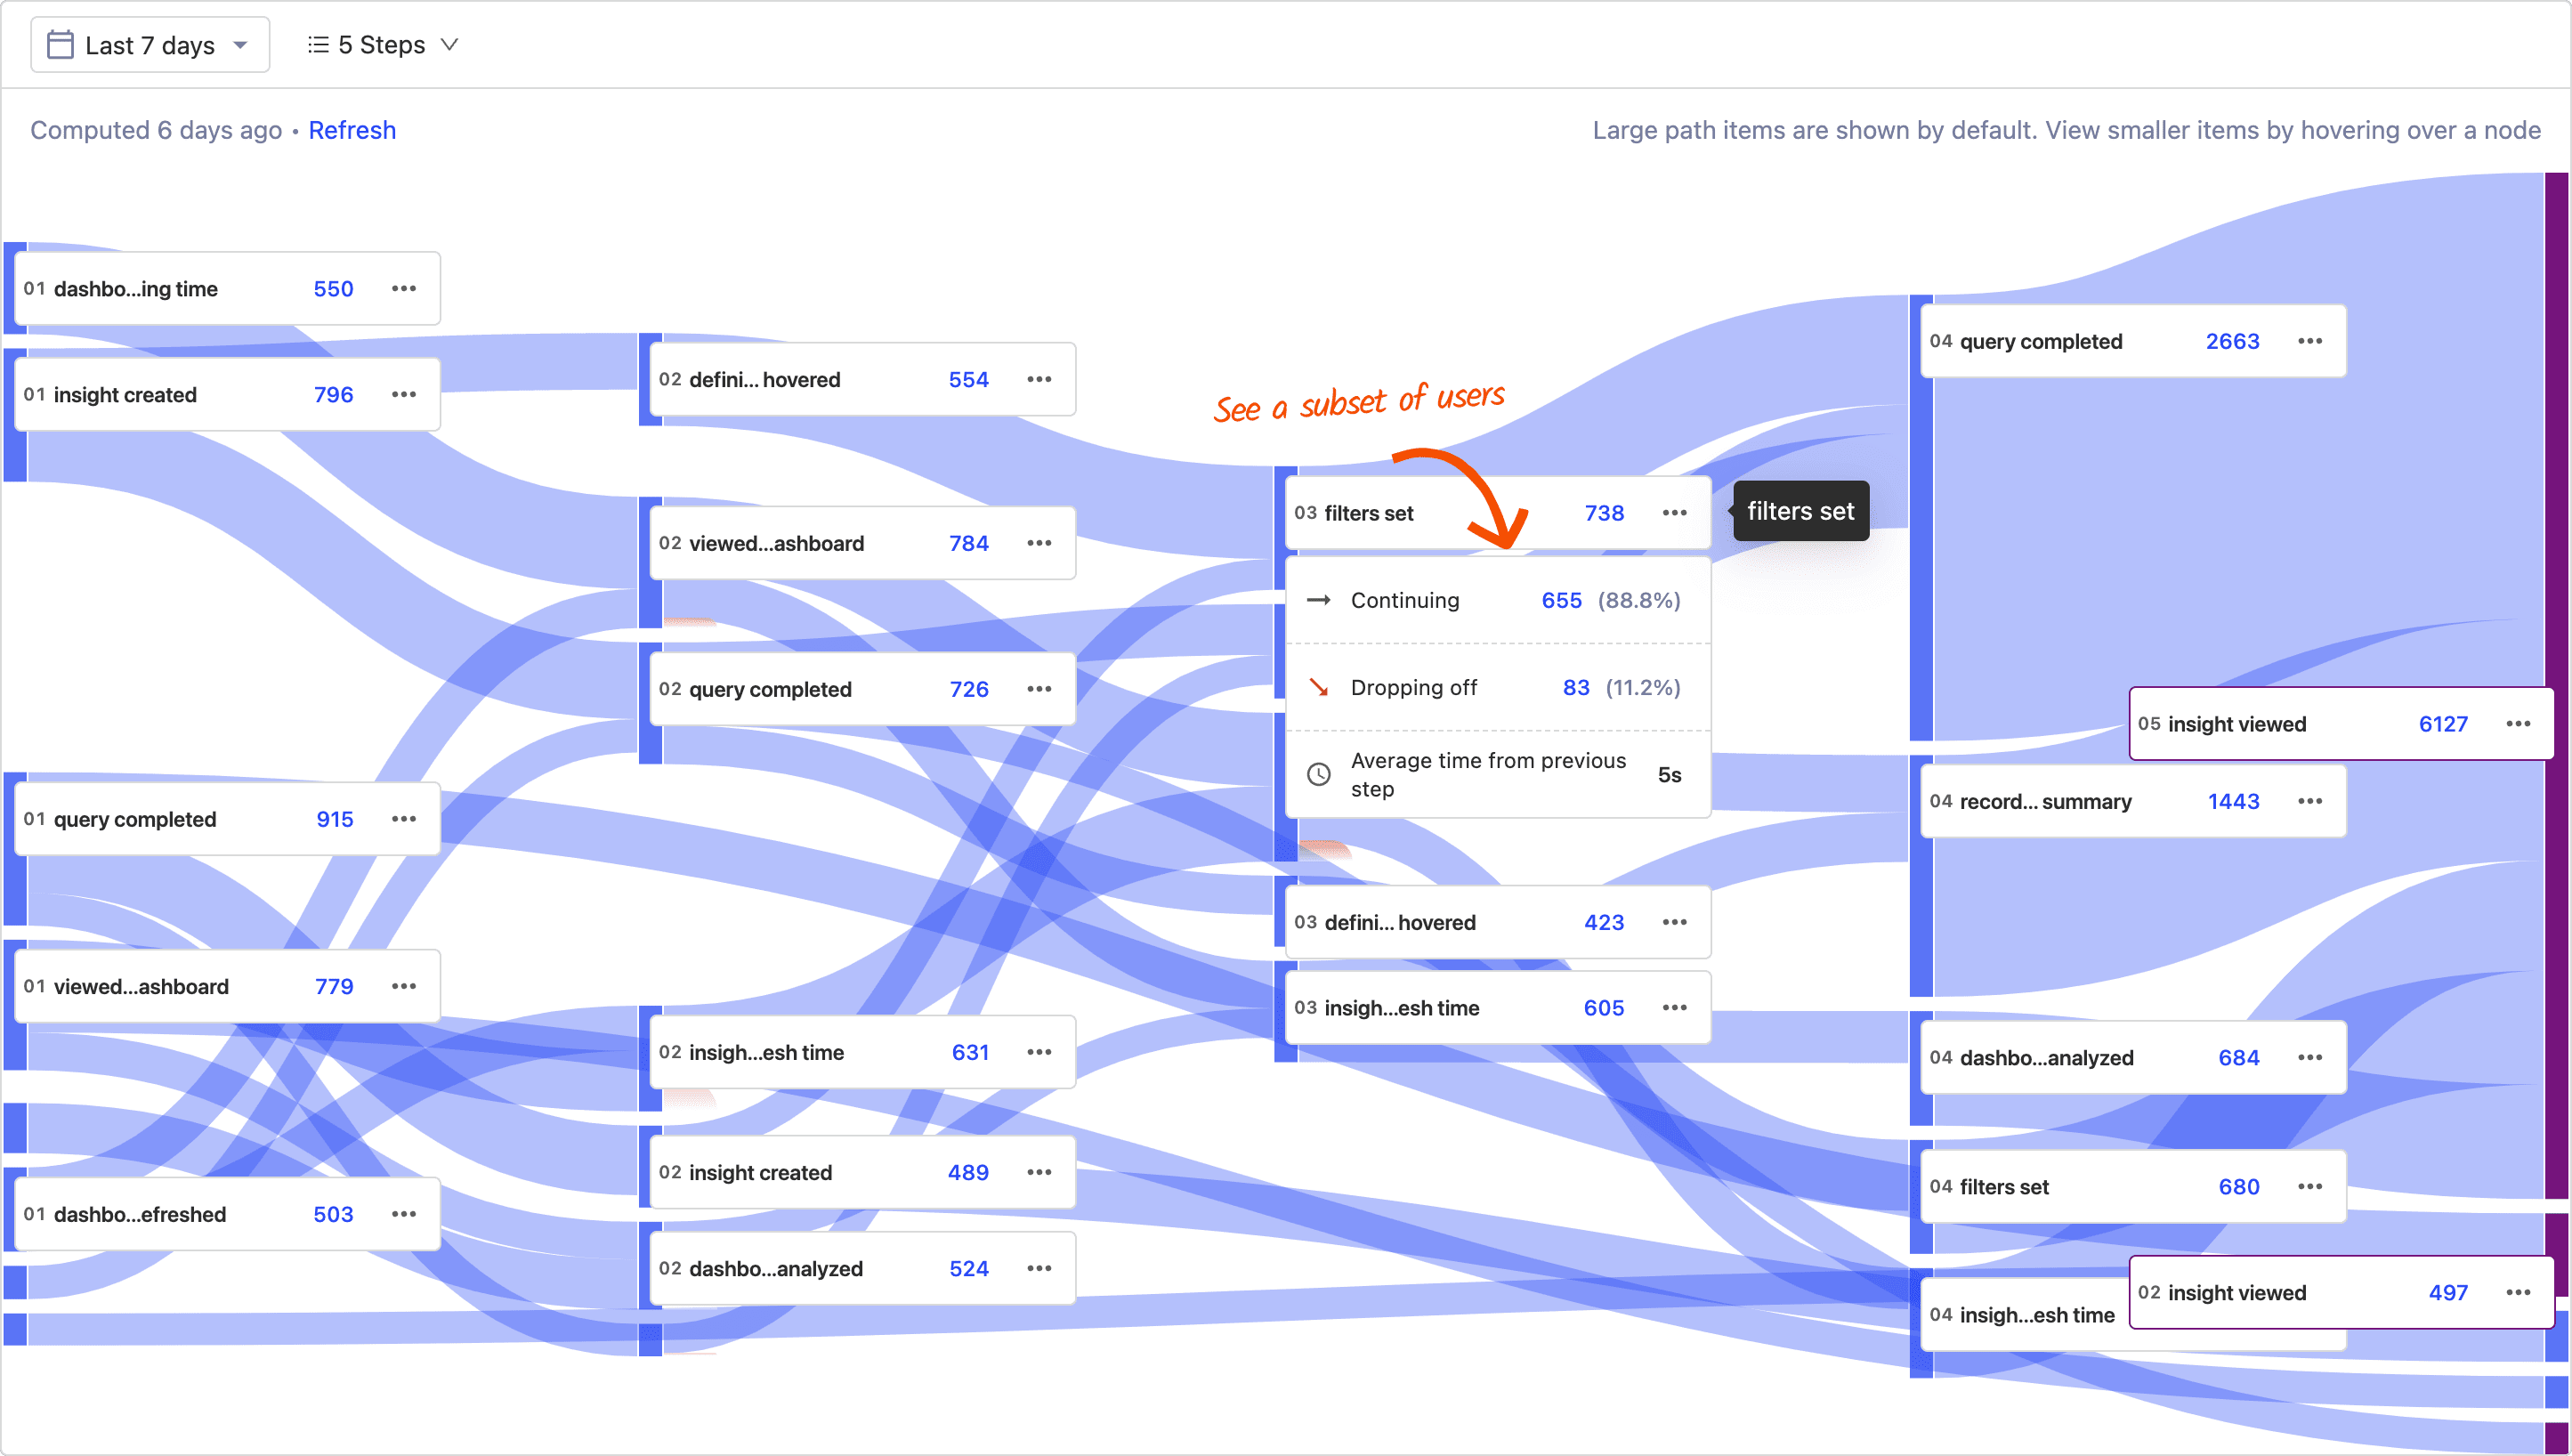 Last 7 days
5 Steps
Computed 6 days ago • Refresh
Large path items are shown by default. View smaller items by hovering over a node
01 dashbo...ing time 550
01 insight created 796
01 query completed 915
01 viewed...ashboard 779
01 dashbo...efreshed 503
02 defini... hovered 554
02 viewed...ashboard 784
02 query completed 726
02 insigh...esh time 631
02 insight created 489
02 dashbo...analyzed 524
See a subset of users
03 filters set 738
filters set
Continuing 655 (88.8%)
Dropping off 83 (11.2%)
Average time from previous
step
5s
03 defini... hovered 423
03 insigh...esh time 605
04 query completed 2663
04 record... summary 1443
04 dashbo...analyzed 684
04 filters set 680
04 insigh...esh time
05 insight viewed 6127
02 insight viewed 497